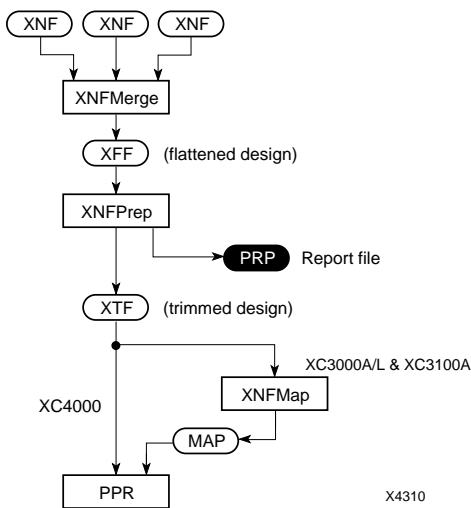 XNF XNF XNF
XNFMerge
XFF (flattened design)
XNFPrep
PRP Report file
XTF (trimmed design)
XC3000A/L & XC3100A
XNFMap
XC4000
MAP
PPR
X4310